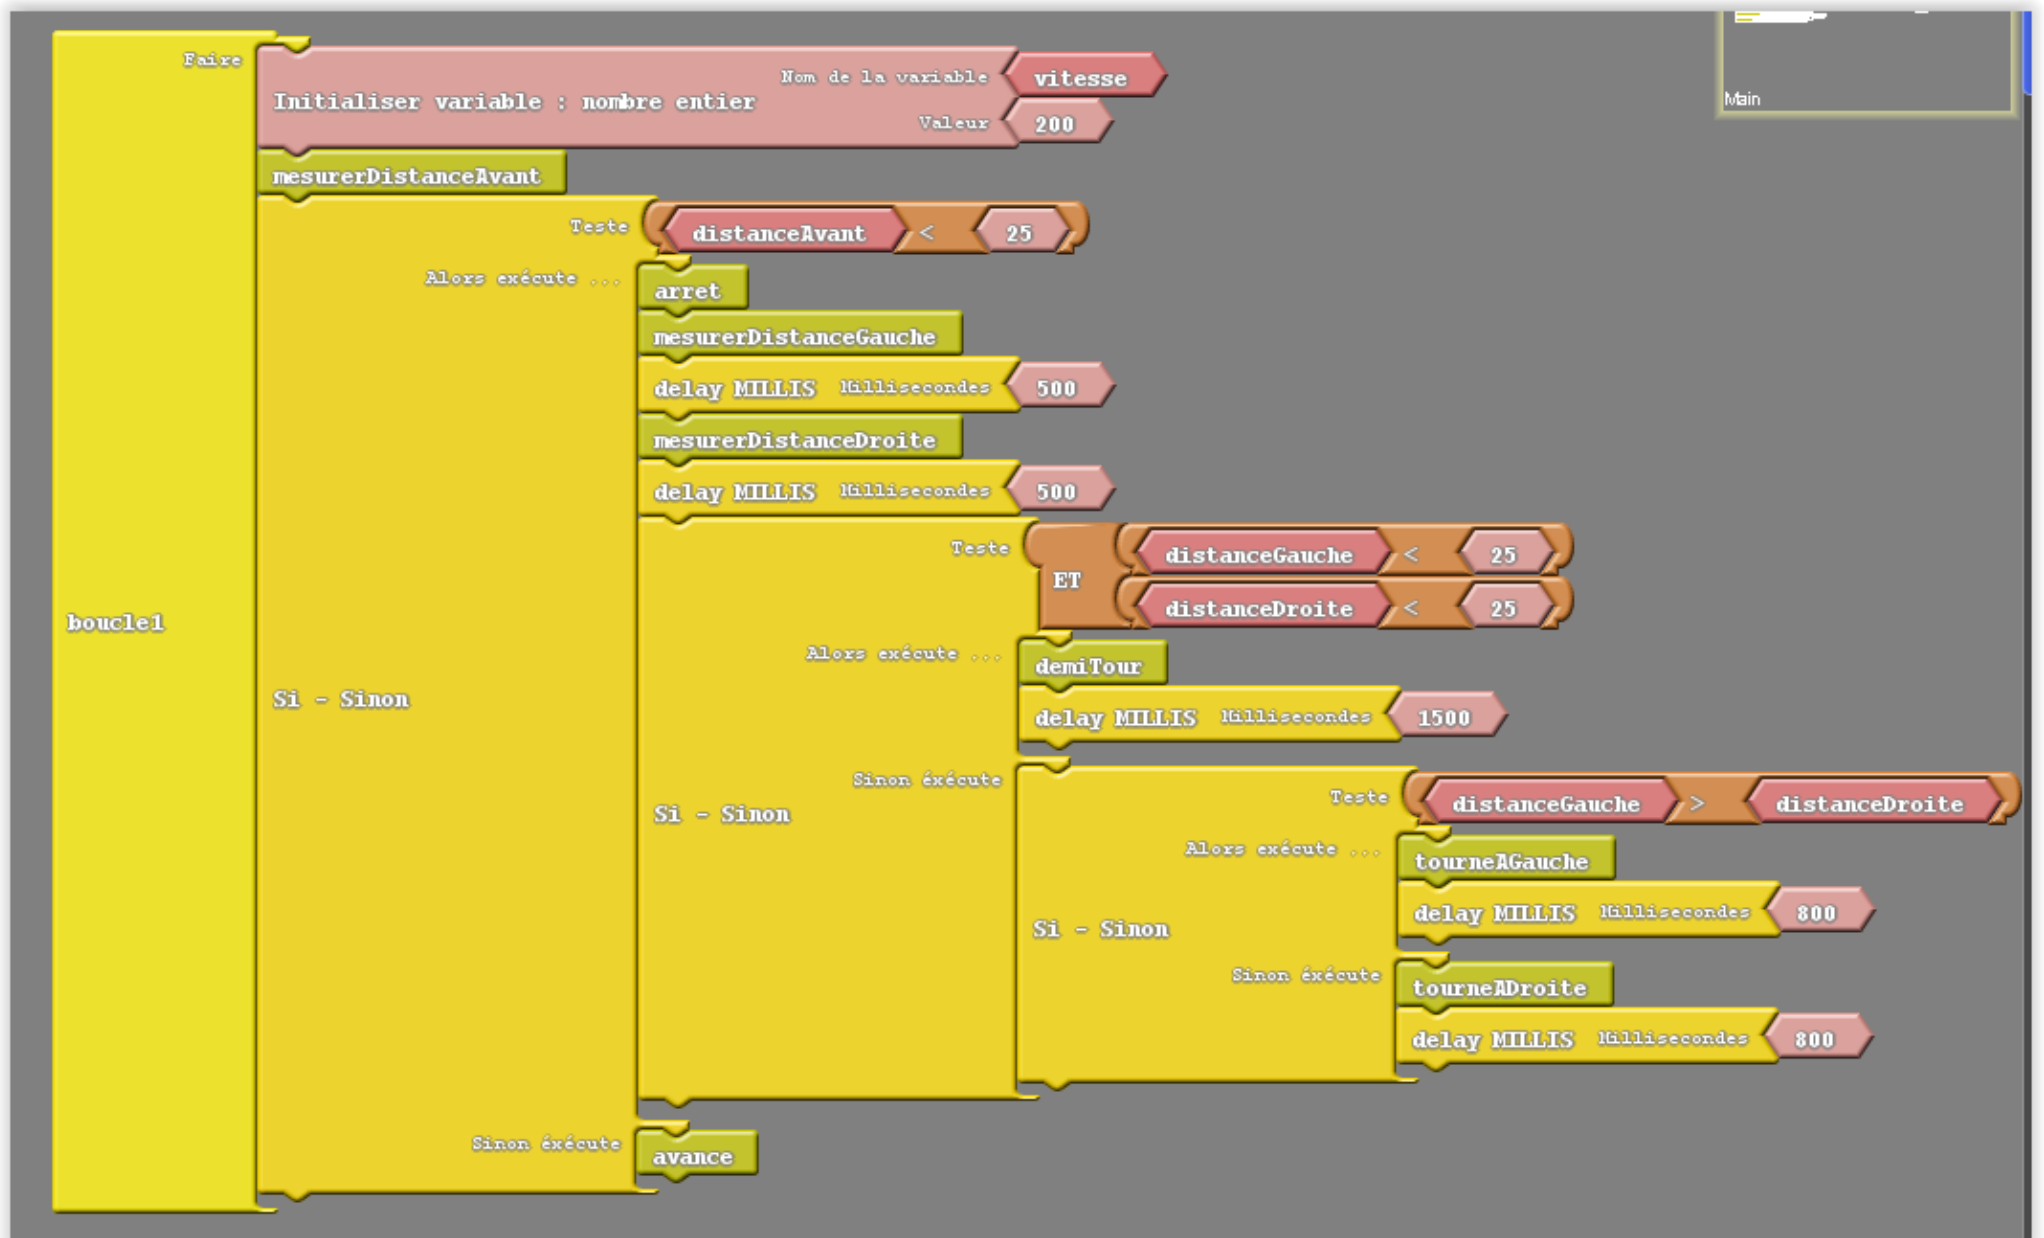 Faire
Nom de la variable vitesse
Initialiser variable : nombre entier
Valeur 200
Main
mesurerDistanceAvant
Teste distanceAvant < 25
Alors exécute ...
arret
mesurerDistanceGauche
delay MILLIS Millisecondes 500
mesurerDistanceDroite
delay MILLIS Millisecondes 500
Teste
ET
distanceGauche < 25
distanceDroite < 25
boucle1
Alors exécute ...
demiTour
Si - Sinon
delay MILLIS Millisecondes 1500
Sinon éxécute
Si - Sinon
Teste distanceGauche > distanceDroite
Alors exécute ...
tourneAGauche
delay MILLIS Millisecondes 800
Si - Sinon
Sinon éxécute
tourneADroite
delay MILLIS Millisecondes 800
Sinon éxécute
avance